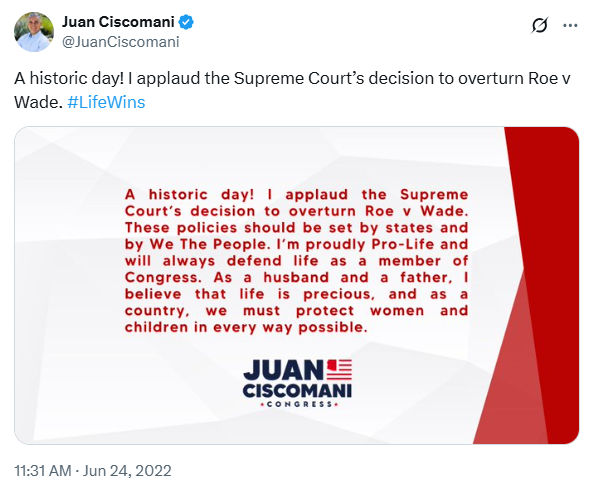 Juan Ciscomani
@JuanCiscomani
A historic day! I applaud the Supreme Court's decision to overturn Roe v
Wade. #LifeWins
A historic day! I applaud the Supreme
Court's decision to overturn Roe v Wade.
These policies should be set by states and
by We The People. I'm proudly Pro-Life and
will always defend life as a member of
Congress. As a husband and a father, I
believe that life is precious, and as a
country, we must protect women and
children in every way possible.
JUAN
CISCOMANI
CONGRESS
11:31 AM · Jun 24, 2022